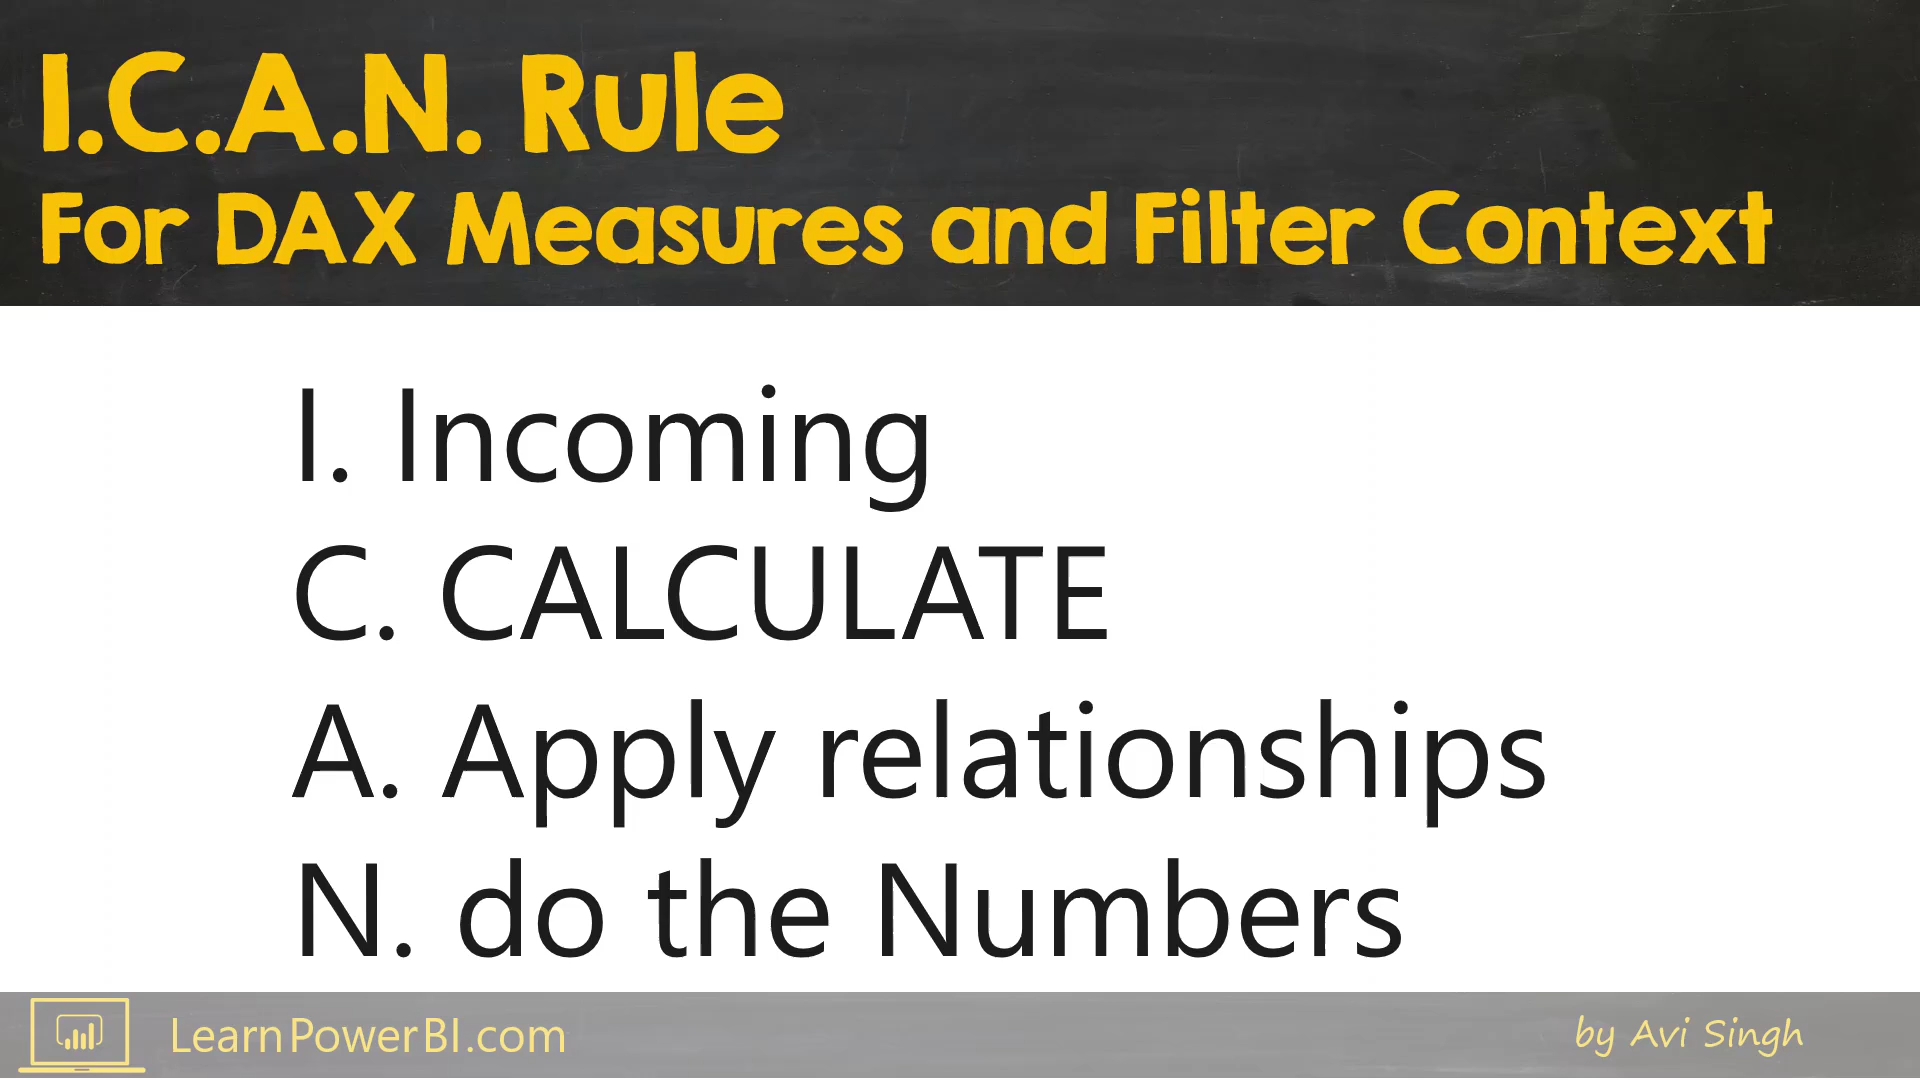 I.C.A.N. Rule
For DAX Measures and Filter Context
I. Incoming
C. CALCULATE
A. Apply relationships
N. do the Numbers
LearnPowerBI.com
by Avi Singh